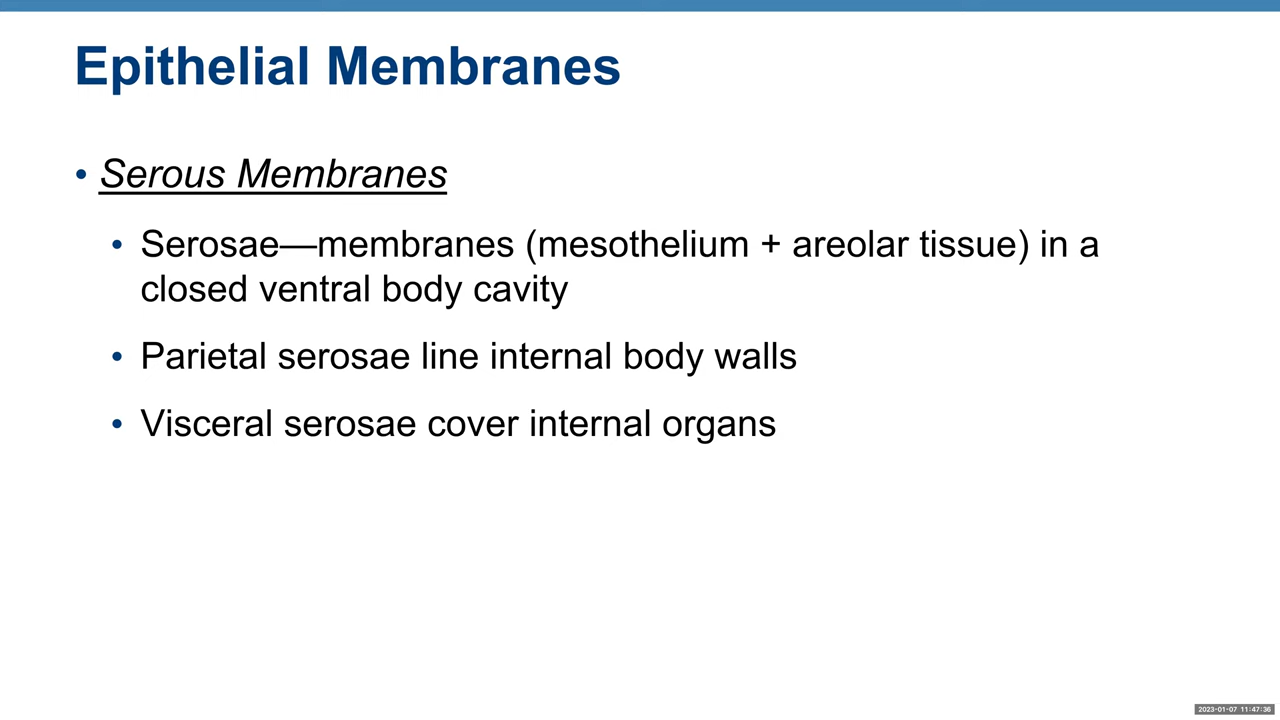 Epithelial Membranes
• Serous Membranes
• Serosae—membranes (mesothelium + areolar tissue) in a
closed ventral body cavity
• Parietal serosae line internal body walls
• Visceral serosae cover internal organs
2023-01-07 11:47:36